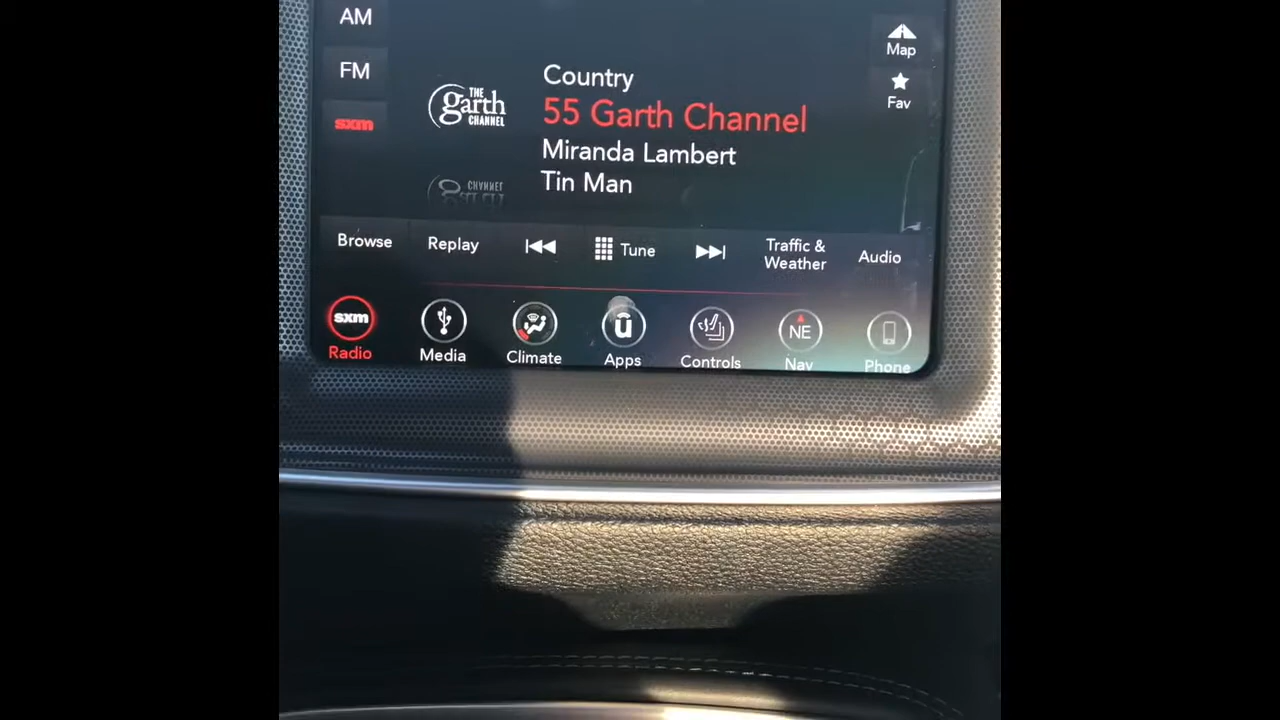 AM
Map
FM
Fav
sxm
THE
garth
CHANNEL
Country
55 Garth Channel
Miranda Lambert
Tin Man
Browse
Replay
Tune
Traffic &
Weather
Audio
sxm
Radio
Media
Climate
ū
Apps
Controls
NE
Nav
Phone